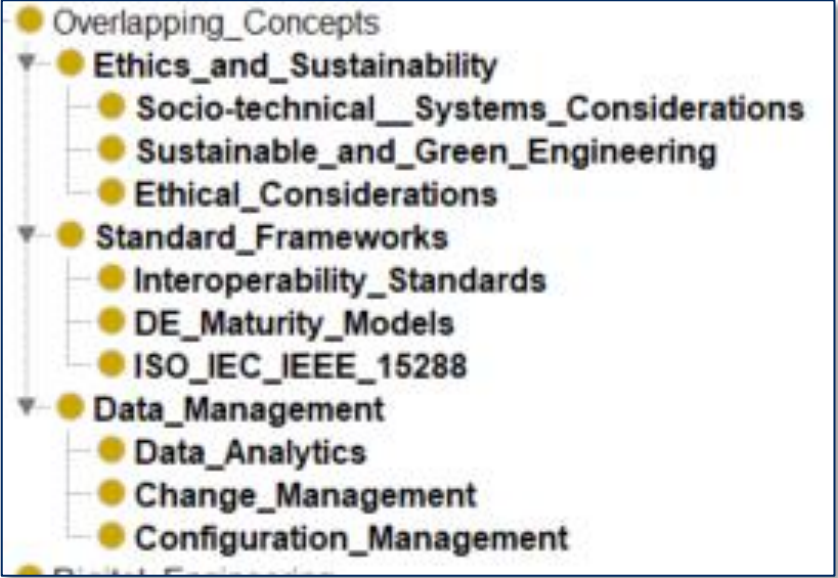 Overlapping_Concepts
Ethics_and_Sustainability
Socio-technical__Systems_Considerations
Sustainable_and_Green_Engineering
Ethical_Considerations
Standard_Frameworks
Interoperability_Standards
DE_Maturity_Models
ISO_IEC_IEEE_15288
Data_Management
Data_Analytics
Change_Management
Configuration_Management